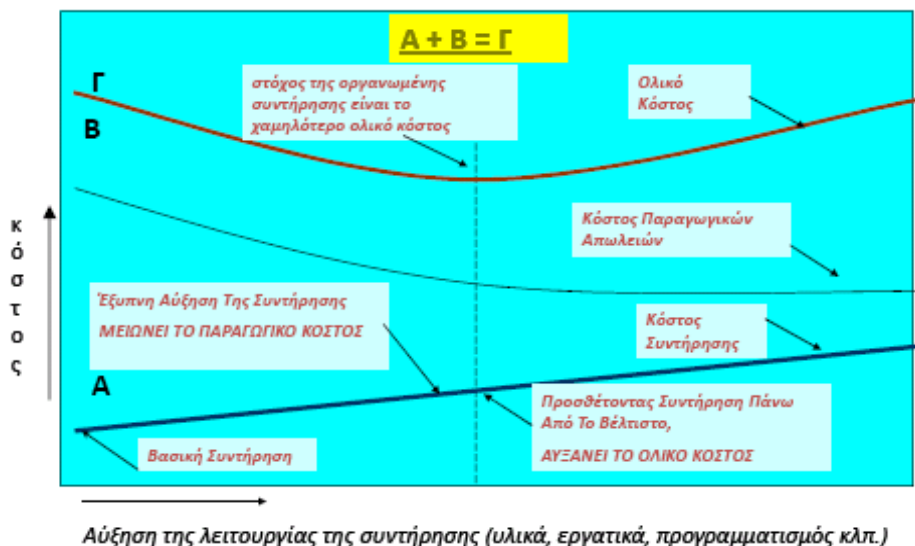 Α + Β = Γ
Γ
Β
στόχος της οργανωμένης
συντήρησης είναι το
χαμηλότερο ολικό κόστος
Ολικό
Κόστος
κόστος
Κόστος Παραγωγικών
Απωλειών
Έξυπνη Αύξηση Της Συντήρησης
ΜΕΙΩΝΕΙ ΤΟ ΠΑΡΑΓΩΓΙΚΟ ΚΟΣΤΟΣ
Κόστος
Συντήρησης
Α
Προσθέτοντας Συντήρηση Πάνω
Από Το Βέλτιστο,
ΑΥΞΑΝΕΙ ΤΟ ΟΛΙΚΟ ΚΟΣΤΟΣ
Βασική Συντήρηση
Αύξηση της λειτουργίας της συντήρησης (υλικά, εργατικά, προγραμματισμός κλπ.)